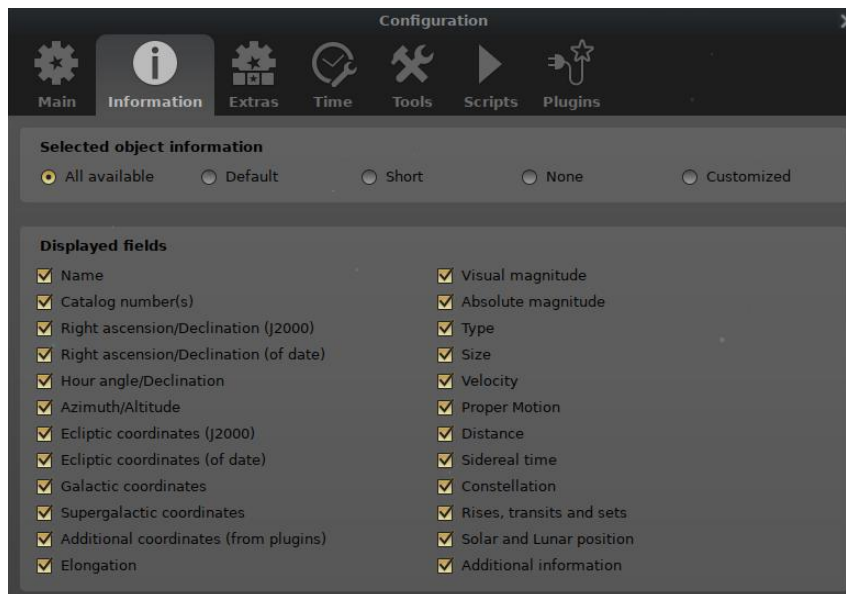 Configuration
Main Information Extras Time Tools Scripts Plugins
Selected object information
All available Default Short None Customized
Displayed fields
Name
Catalog number(s)
Right ascension/Declination (J2000)
Right ascension/Declination (of date)
Hour angle/Declination
Azimuth/Altitude
Ecliptic coordinates (J2000)
Ecliptic coordinates (of date)
Galactic coordinates
Supergalactic coordinates
Additional coordinates (from plugins)
Elongation
Visual magnitude
Absolute magnitude
Type
Size
Velocity
Proper Motion
Distance
Sidereal time
Constellation
Rises, transits and sets
Solar and Lunar position
Additional information